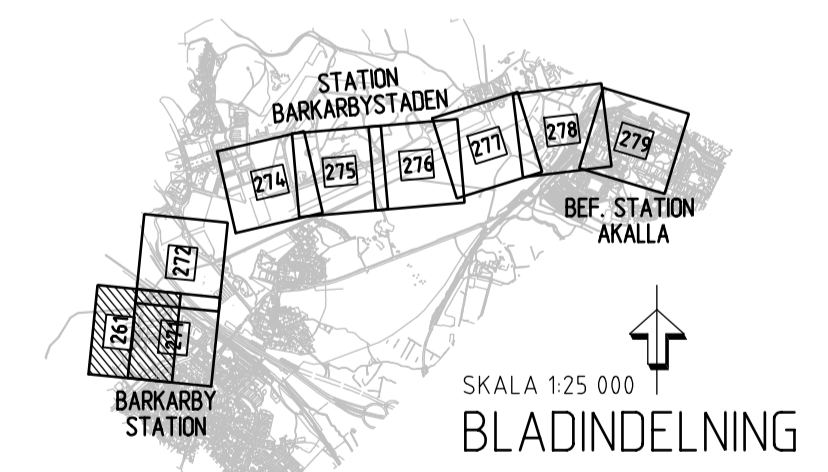 STATION
BARKARBYSTADEN
274
275
276
277
278
279
BEF. STATION
AKALLA
272
261
271
BARKARBY
STATION
SKALA 1:25 000
BLADINDELNING